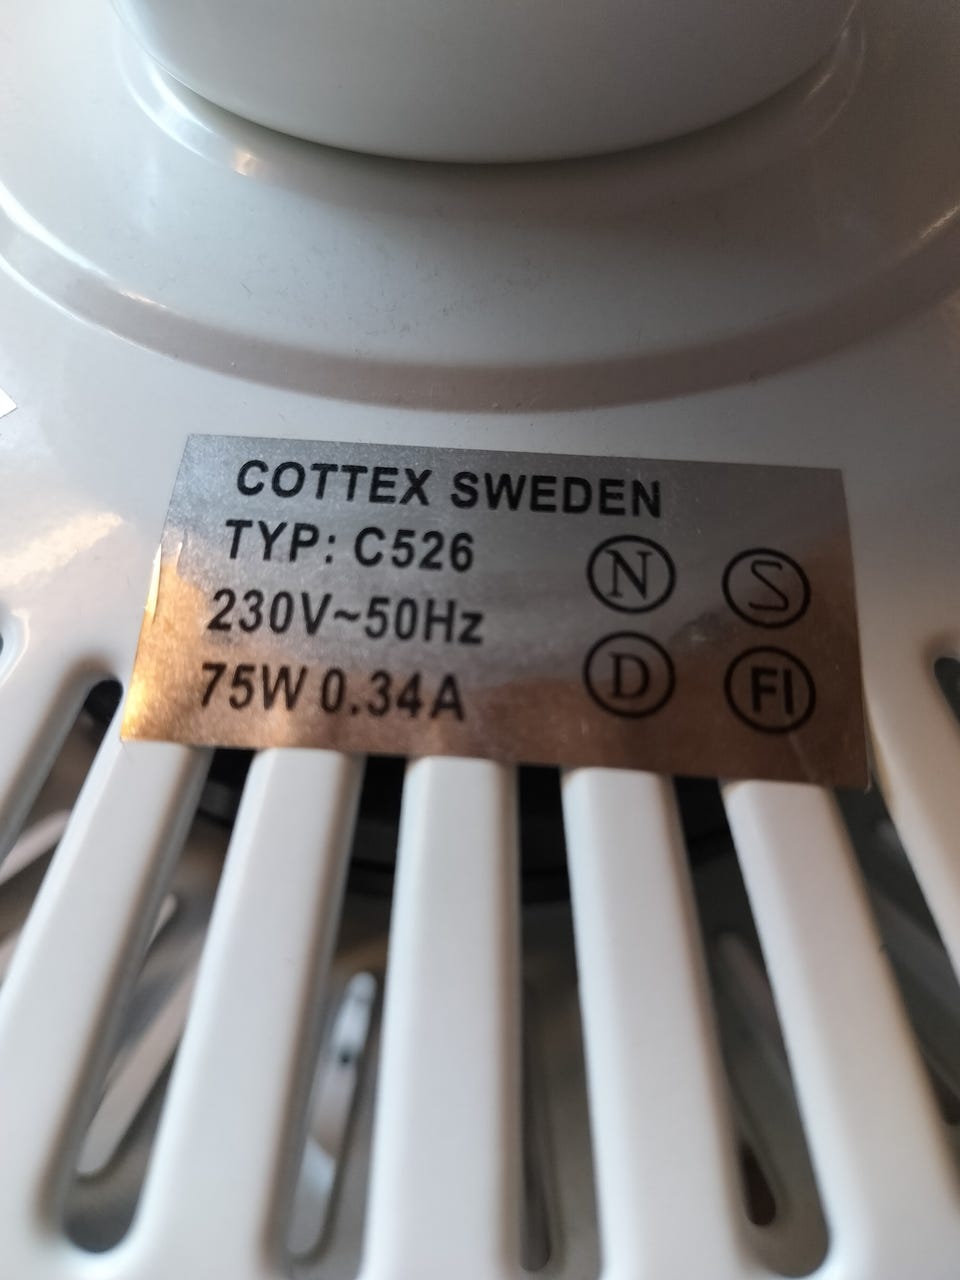 COTTEX SWEDEN
TYP: C526
230V~50Hz
75W 0.34A
N S
D FI